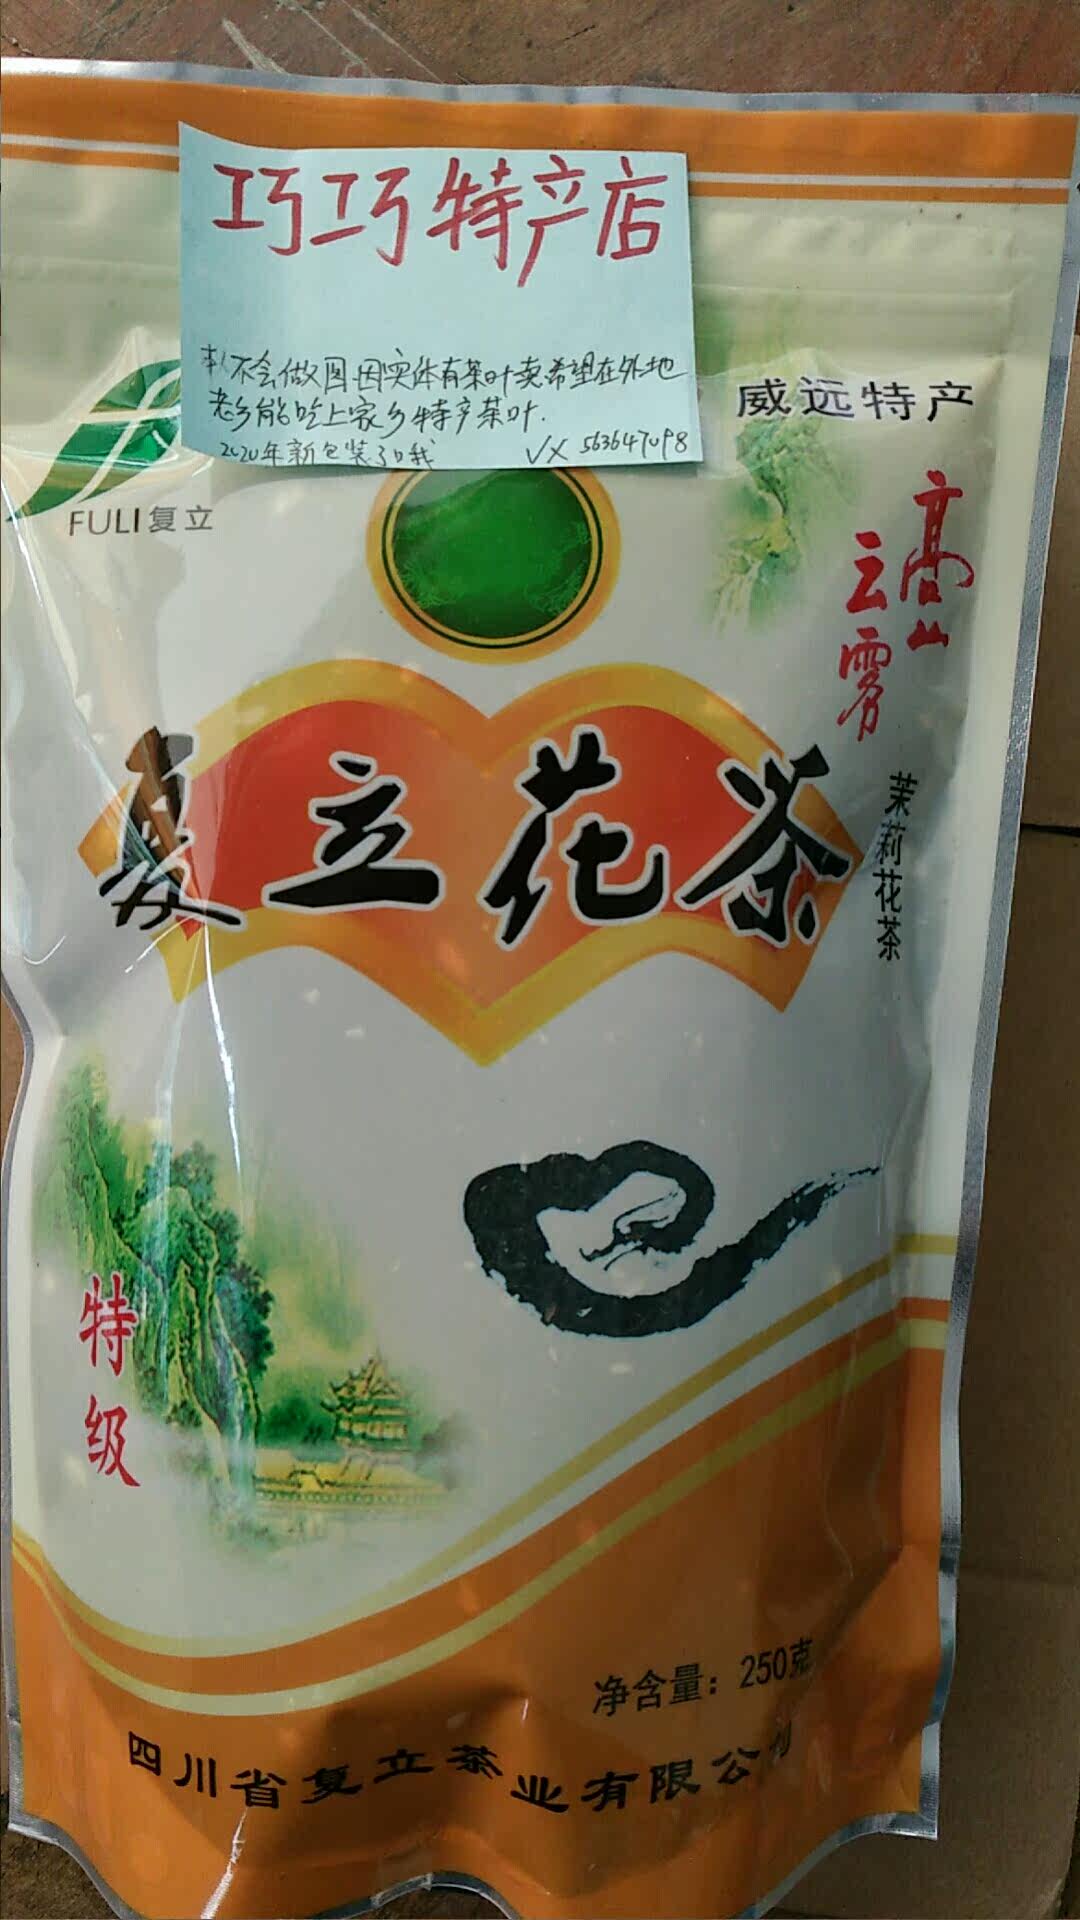 巧巧特产店
本人不会做图.因实体有茶叶卖.希望在外地
老乡能吃上家乡特产茶叶.
2020年新包装了哦
VX 563647098
FULI复立
威远特产
高山
云雾
复立花茶
茉莉花茶
特级
净含量：250克
四川省复立茶业有限公司